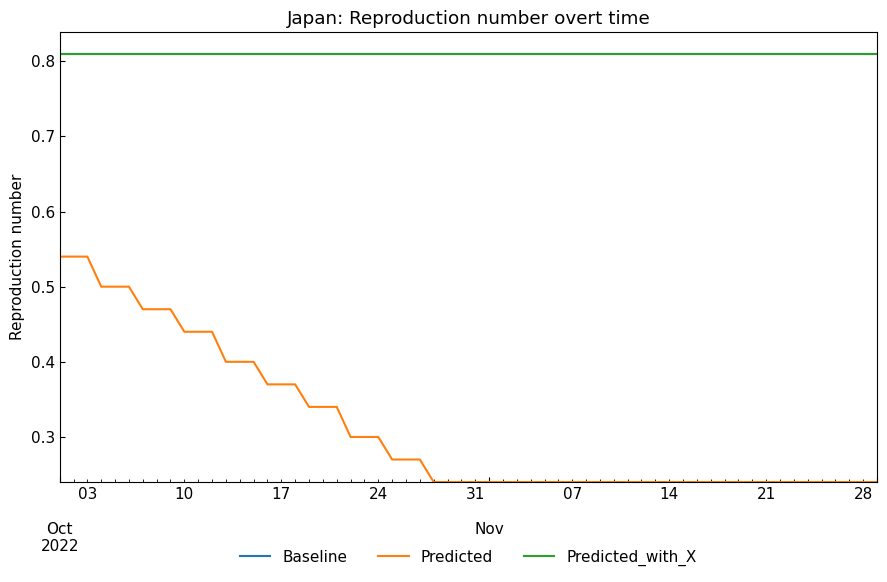 Japan: Reproduction number overt time
Reproduction number
0.8
0.7
0.6
0.5
0.4
0.3
03 10 17 24 31 07 14 21 28
Oct Nov
2022
Baseline Predicted Predicted_with_X